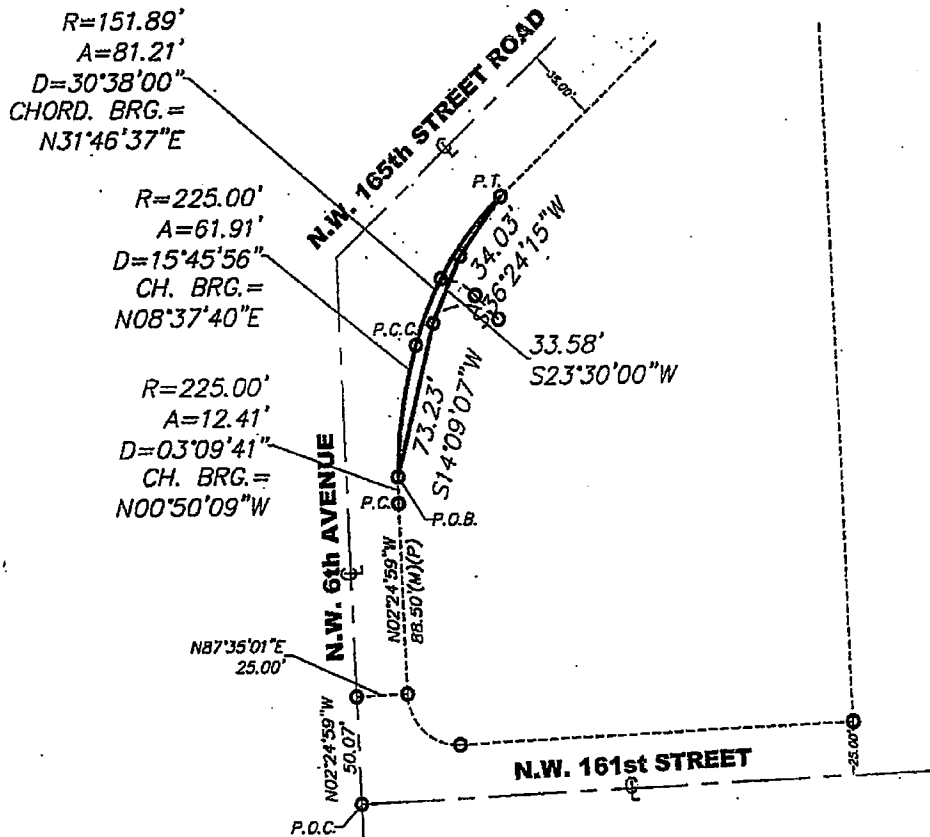 R=151.89'
A=81.21'
D=30°38'00"
CHORD. BRG.=
N31°46'37"E
N.W. 165th STREET ROAD
℄
35.00'
R=225.00'
A=61.91'
D=15°45'56"
CH. BRG.=
N08°37'40"E
P.T.
34.03'
S36°24'15"W
P.C.C.
33.58'
S23°30'00"W
73.23'
S14°09'07"W
R=225.00'
A=12.41'
D=03°09'41"
CH. BRG.=
N00°50'09"W
P.C.
P.O.B.
N.W. 6th AVENUE
℄
N02°24'59"W
88.50'(M)(P)
N87°35'01"E
25.00'
N02°24'59"W
50.07'
N.W. 161st STREET
℄
25.00'
P.O.C.